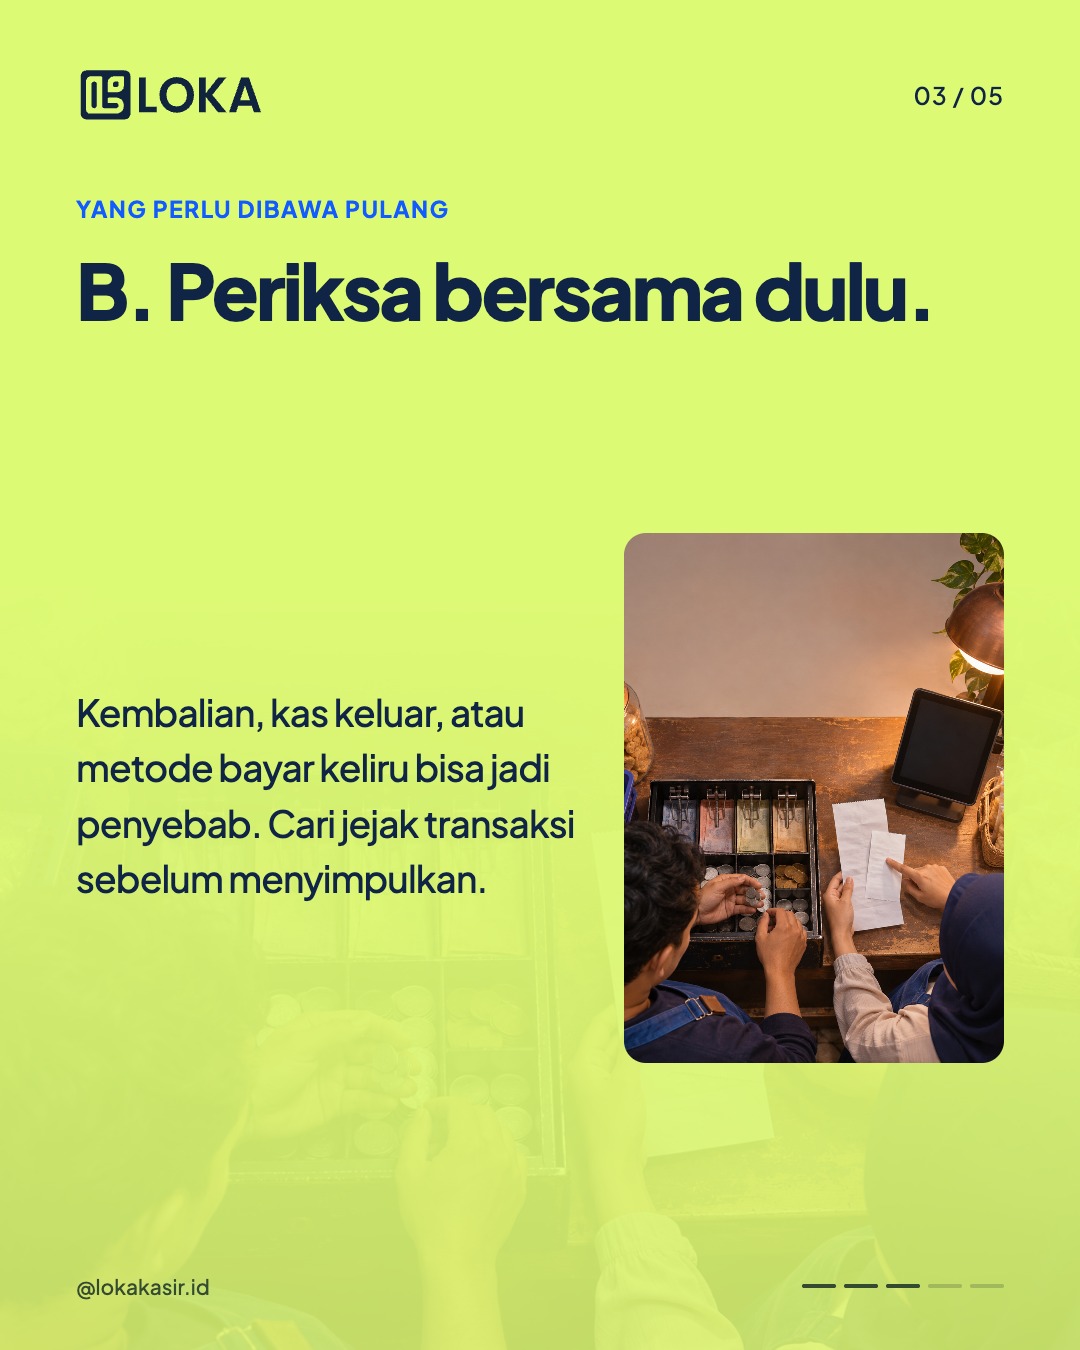 LOKA
03 / 05
YANG PERLU DIBAWA PULANG
B. Periksa bersama dulu.
Kembalian, kas keluar, atau
metode bayar keliru bisa jadi
penyebab. Cari jejak transaksi
sebelum menyimpulkan.
@lokakasir.id